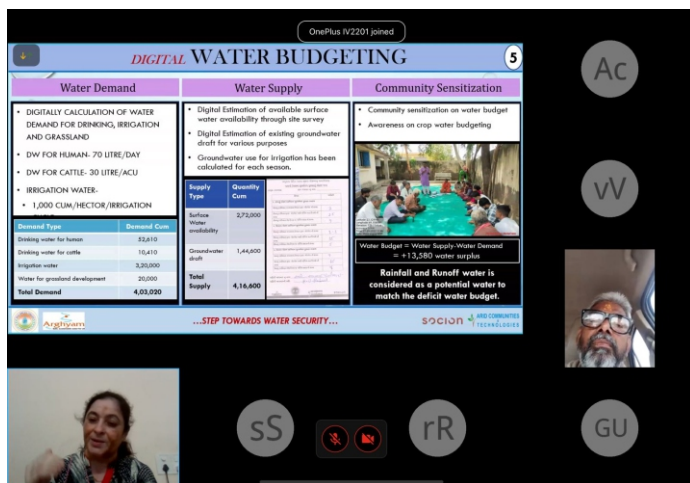 OnePlus IV2201 joined
DIGITAL WATER BUDGETING
5
Water Demand
• DIGITALLY CALCULATION OF WATER
DEMAND FOR DRINKING, IRRIGATION
AND GRASSLAND
• DW FOR HUMAN- 70 LITRE/DAY
• DW FOR CATTLE- 30 LITRE/ACU
• IRRIGATION WATER-
• 1,000 CUM/HECTOR/IRRIGATION
Demand Type Demand Cum
Drinking water for human 52,610
Drinking water for cattle 10,410
Irrigation water 3,20,000
Water for grassland development 20,000
Total Demand 4,03,020
Water Supply
• Digital Estimation of available surface
water availability through site survey
• Digital Estimation of existing groundwater
draft for various purposes
• Groundwater use for irrigation has been
calculated for each season.
Supply Quantity
Type Cum
Surface 2,72,000
Water
availability
Groundwater 1,44,600
draft
Total 4,16,600
Supply
Community Sensitization
• Community sensitization on water budget
• Awareness on crop water budgeting
Water Budget = Water Supply-Water Demand
= +13,580 water surplus
Rainfall and Runoff water is
considered as a potential water to
match the deficit water budget.
Arghyam
...STEP TOWARDS WATER SECURITY...
socion
ARID COMMUNITIES
TECHNOLOGIES
Ac
vV
sS
rR
GU